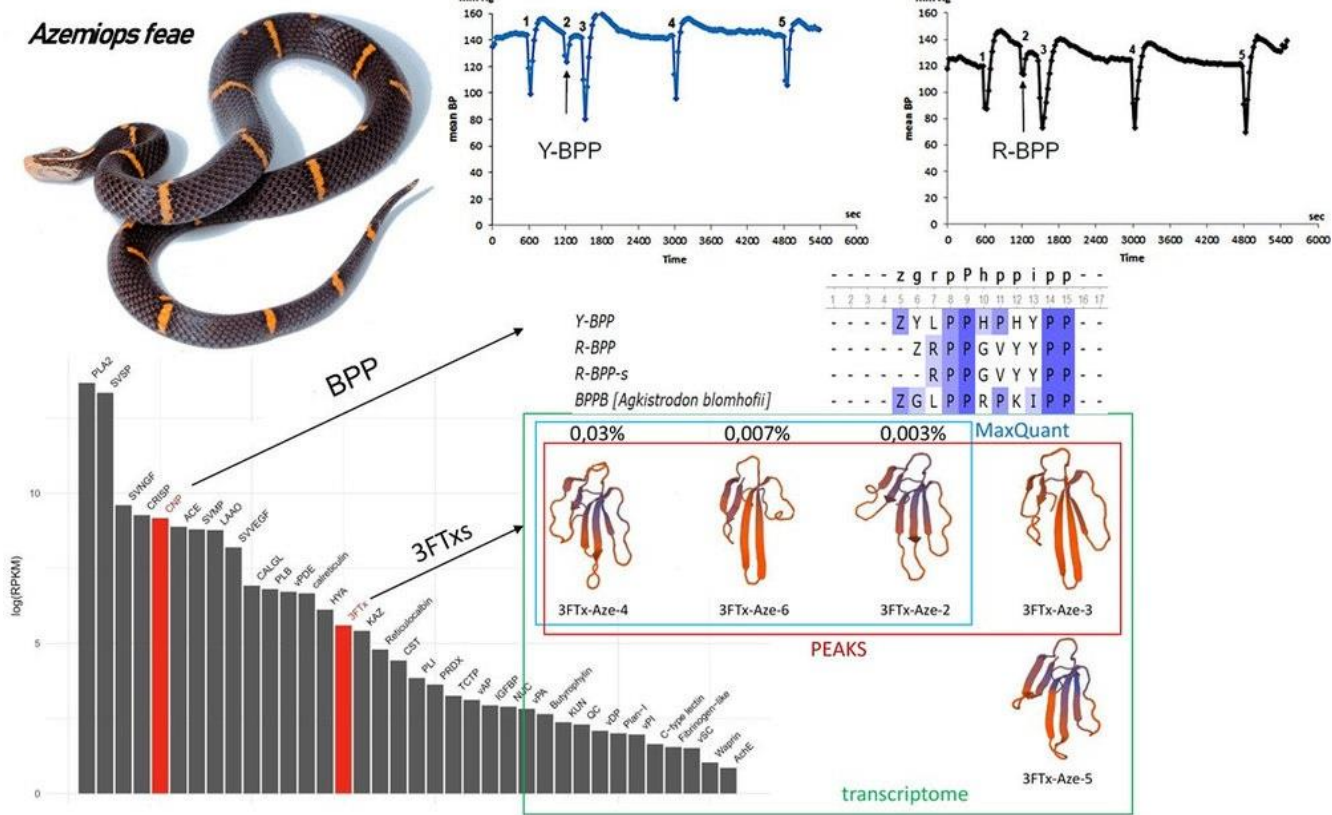 Azemiops feae
mean BP
160
140
120
100
80
60
40
20
0
1 2 3 4 5
Y-BPP
sec
0 600 1200 1800 2400 3000 3600 4200 4800 5400 6000
Time
mean BP
160
140
120
100
80
60
40
20
0
1 2 3 4 5
R-BPP
sec
0 600 1200 1800 2400 3000 3600 4200 4800 5400 6000
Time
- - - - z g r p P h p p i p p - -
1 2 3 4 5 6 7 8 9 10 11 12 13 14 15 16 17
Y-BPP - - - - Z Y L P P H P H Y P P - -
R-BPP - - - - - Z R P P G V Y Y P P - -
R-BPP-s - - - - - - R P P G V Y Y P P - -
BPPB [Agkistrodon blomhofii] - - - - Z G L P P R P K I P P - -
BPP
3FTxs
0,03% 0,007% 0,003% MaxQuant
3FTx-Aze-4 3FTx-Aze-6 3FTx-Aze-2 3FTx-Aze-3
PEAKS
3FTx-Aze-5
transcriptome
log(RPKM)
10
5
0
PLA2
SVSP
SVNGF
CRISP
CNP
ACE
SVMP
LAAO
SVVEGF
CALGL
PLB
vPDE
calreticulin
HYA
3FTx
KAZ
Reticulocalbin
CST
PLI
PRDX
TCTP
vAP
IGFBP
NUC
vPA
Butyrophylin
KUN
QC
vDP
Plan-I
vPI
C-type lectin
Fibrinogen-like
vSC
Waprin
AchE